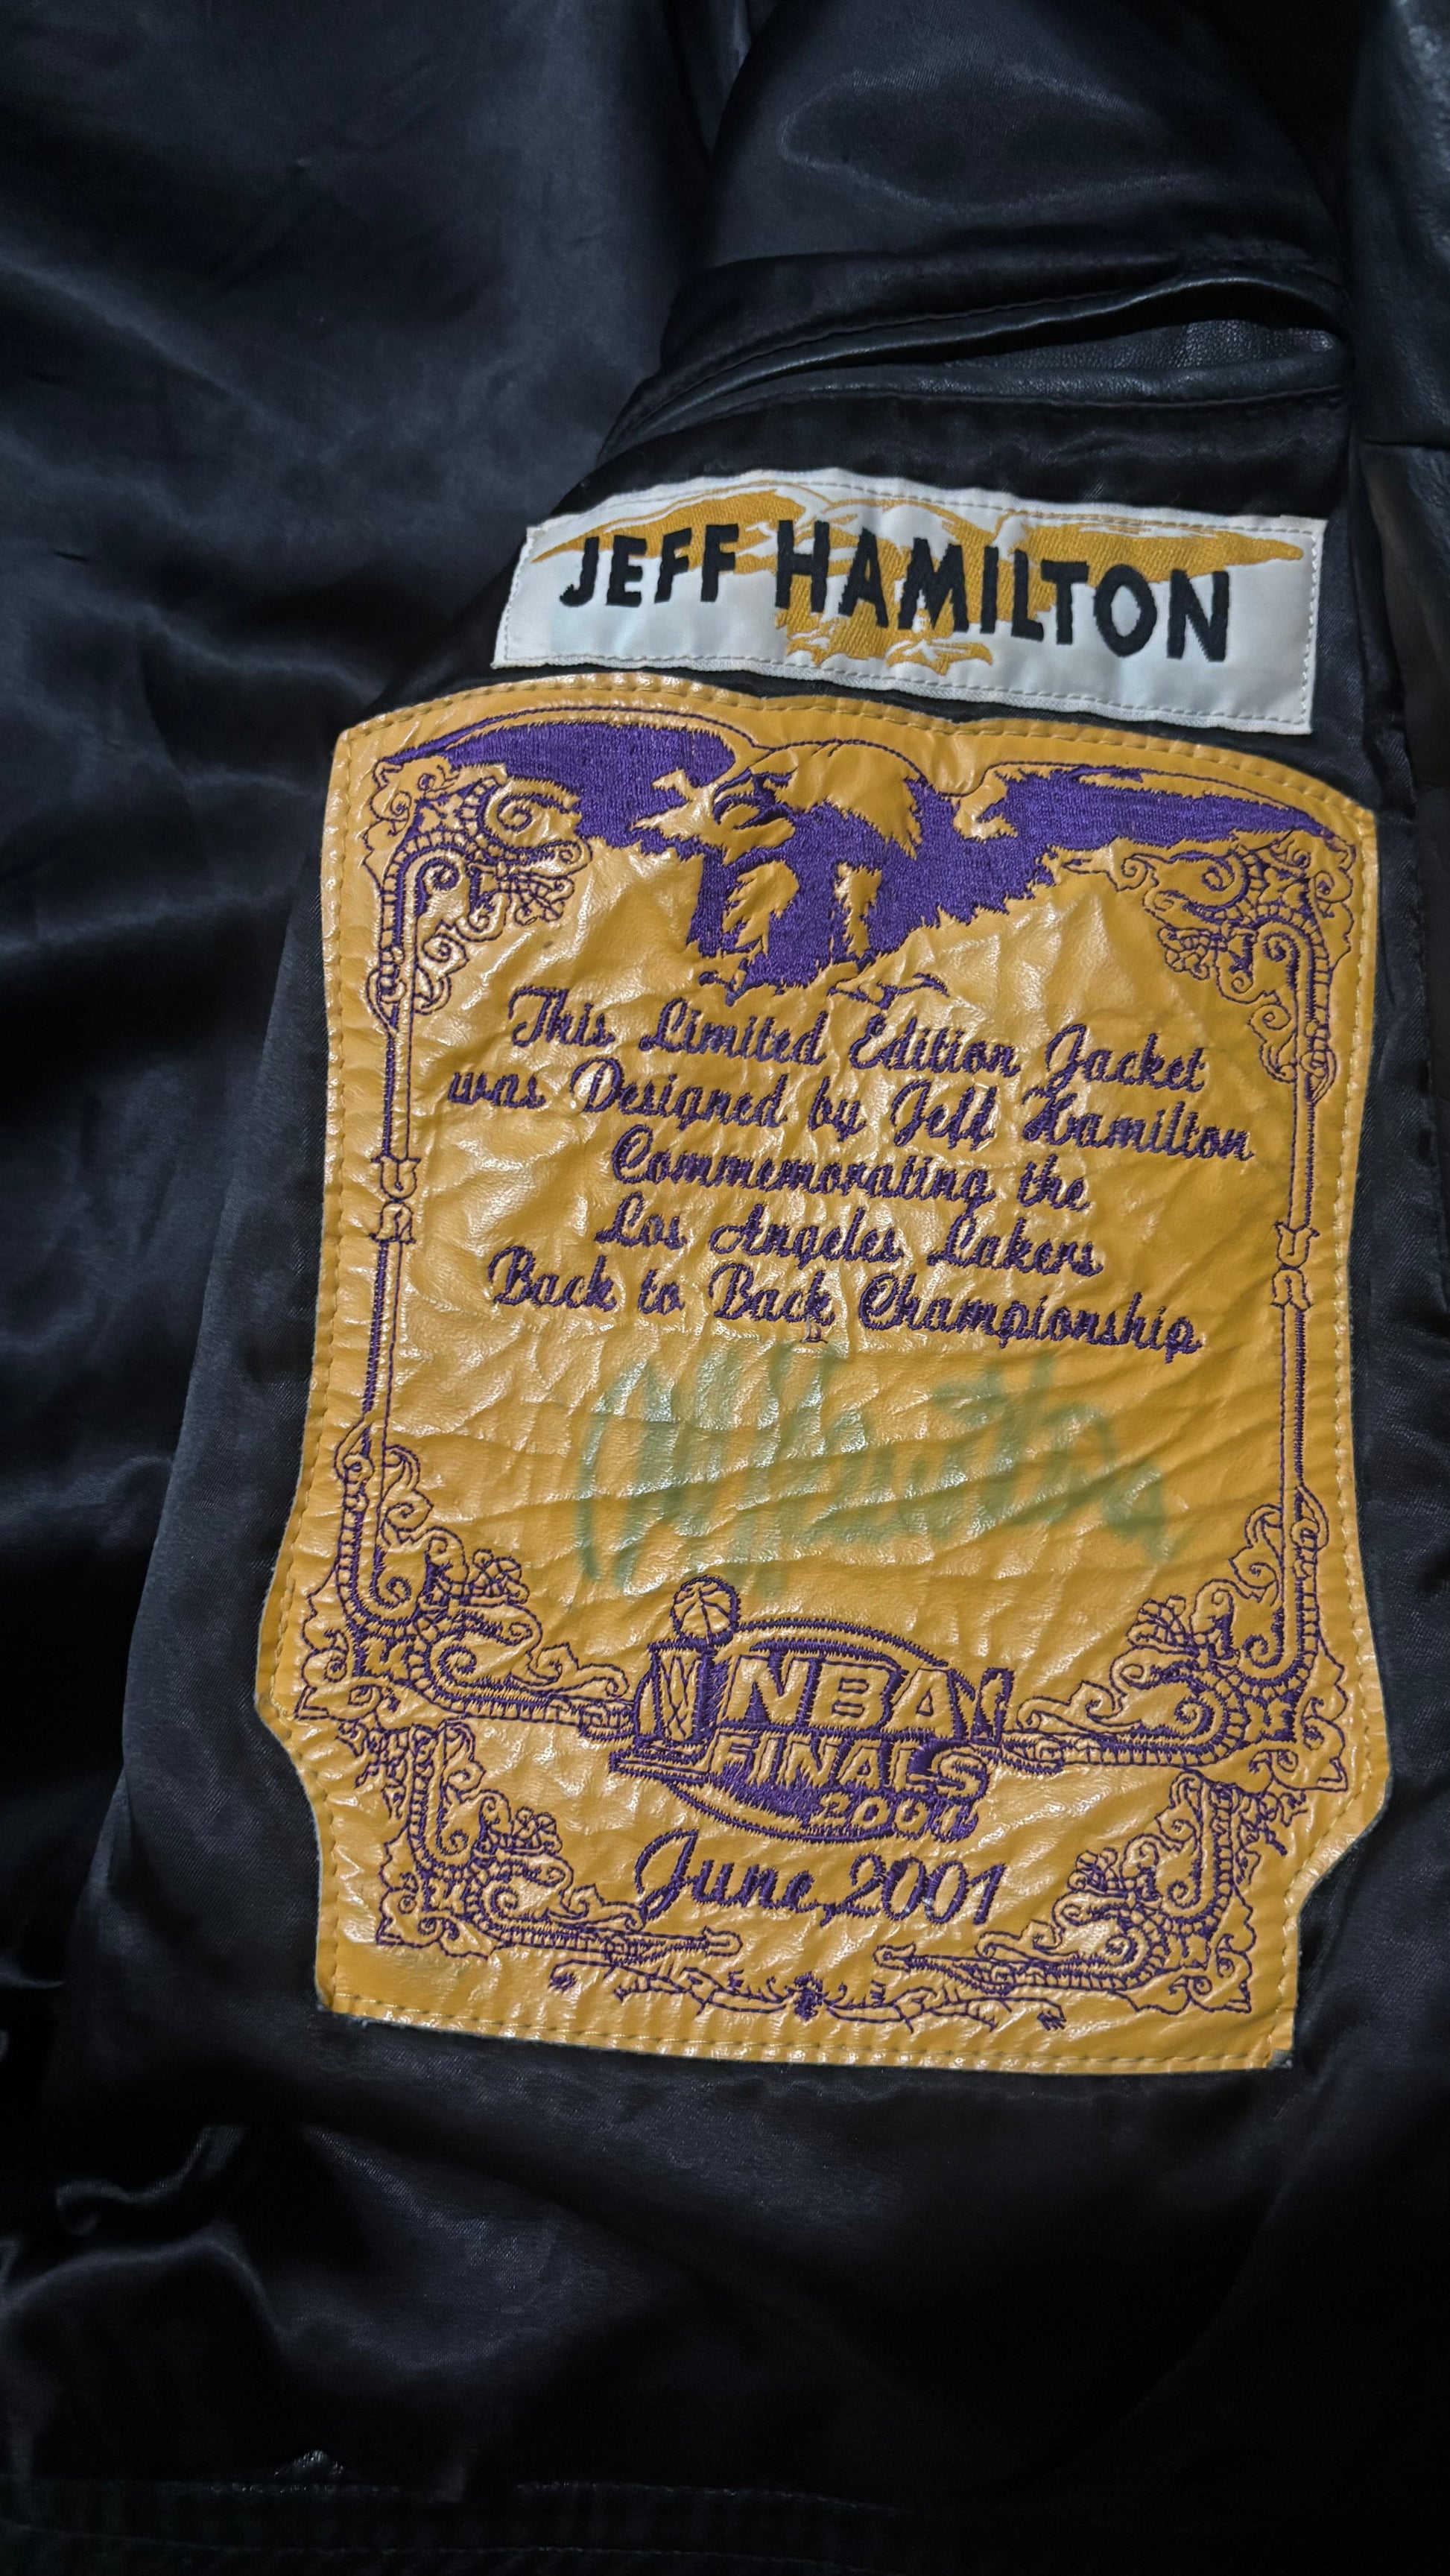 JEFF HAMILTON
This Limited Edition Jacket
was Designed by Jeff Hamilton
Commemorating the
Los Angeles Lakers
Back to Back Championship
NBA
FINALS
2001
June, 2001